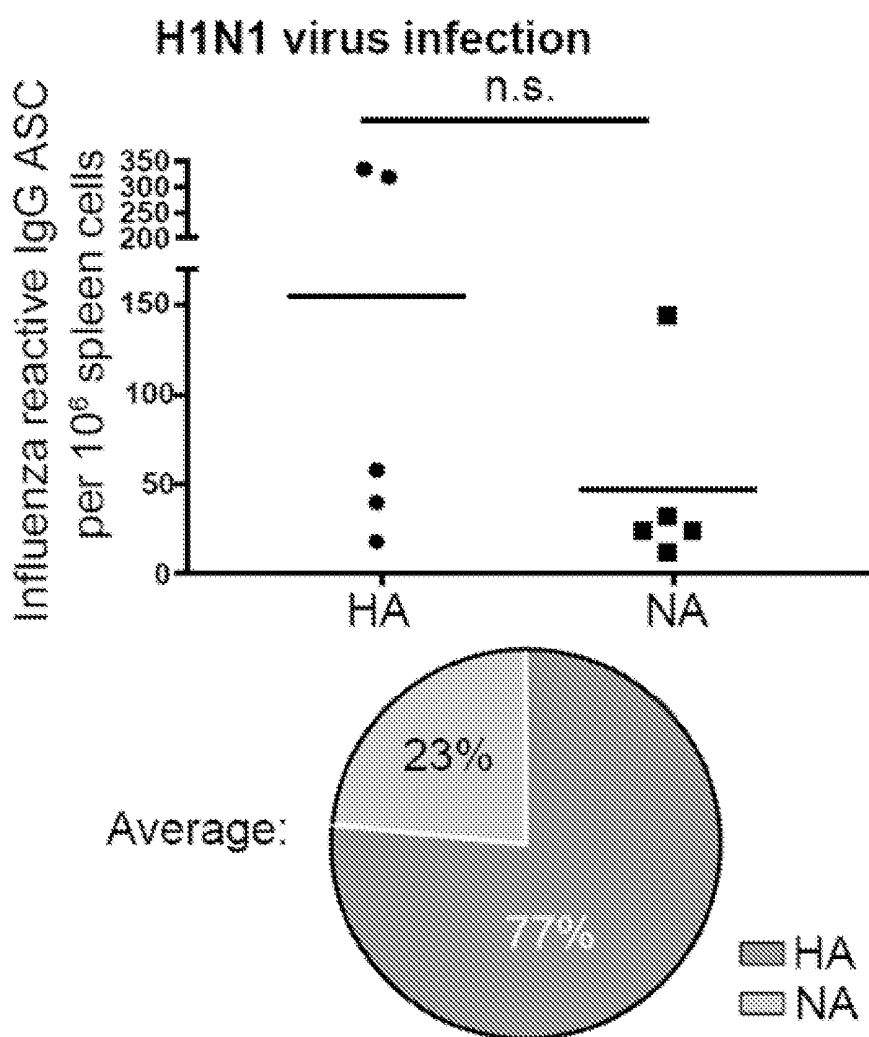 H1N1 virus infection
n.s.
Influenza reactive IgG ASC
per 10⁶ spleen cells
350
300
250
200
150
100
50
0
HA
NA
Average:
23%
77%
HA
NA